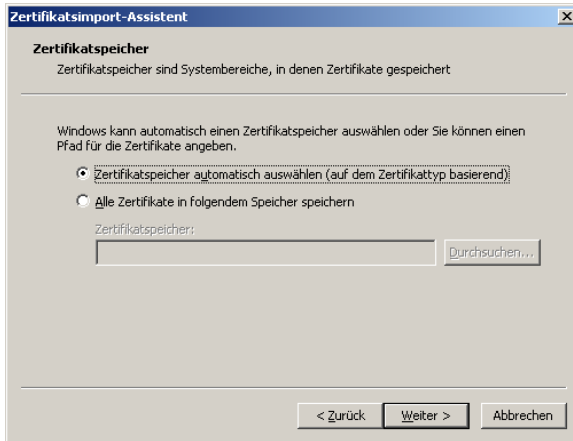 Zertifikatsimport-Assistent
Zertifikatspeicher
Zertifikatspeicher sind Systembereiche, in denen Zertifikate gespeichert
Windows kann automatisch einen Zertifikatspeicher auswählen oder Sie können einen
Pfad für die Zertifikate angeben.
Zertifikatspeicher automatisch auswählen (auf dem Zertifikattyp basierend)
Alle Zertifikate in folgendem Speicher speichern
Zertifikatspeicher:
Durchsuchen...
< Zurück Weiter > Abbrechen